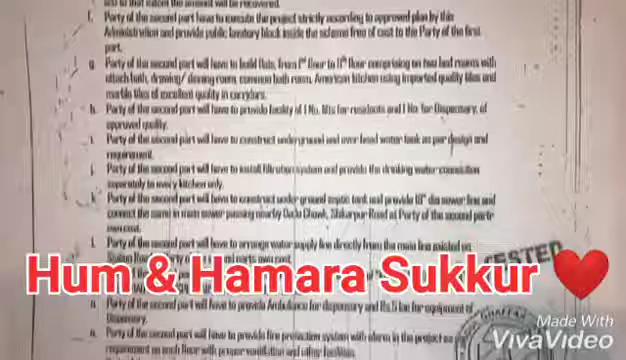 to that extent the amount will be recovered.
f. Party of the second part have to execute the project strictly according to approved plan by this
Administration and provide public lavatory block inside the scheme free of cost to the Party of the first
part.
g. Party of the second part will have to build flats, from 1st floor to 11th floor comprising on two bed rooms with
attach bath, drawing/ dinning room, common bath room, American kitchen using imported quality tiles and
marble tiles of excellent quality in corridors.
h. Party of the second part will have to provide facility of 1 No. lifts for residents and 1 No for Dispensary, of
approved quality.
Party of the second part will have to construct underground and over head water tank as per design and
requirement.
j. Party of the second part will have to install filtration system and provide the drinking water connection
separately to every kitchen only.
k. Party of the second part will have to construct under ground septic tank and provide 18" dia sewer line and
connect the same in main sewer passing nearby Dadu Chowk, Shikarpur Road at Party of the second part
own cost.
l. Party of the second part will have to arrange water supply line directly from the main line existed on
ATTESTED
Hum & Hamara Sukkur ❤
n. Party of the second part will have to provide Ambulance for dispensary and Rs.5 lac for equipment of
Dispensary.
o. Party of the second part will have to provide fire protection system with alarm in the project as
requirement on each floor with proper ventilation and other facilities
Made With
VivaVideo